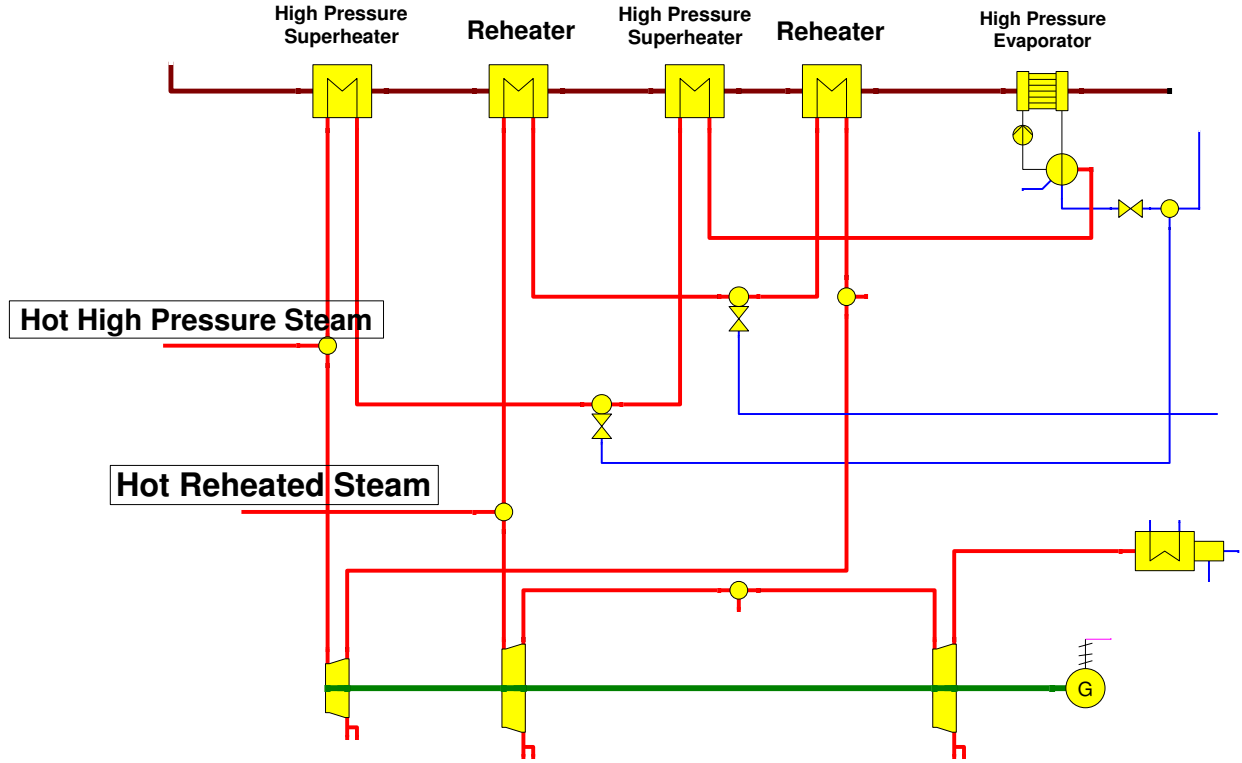 High Pressure
Superheater
Reheater
High Pressure
Superheater
Reheater
High Pressure
Evaporator
Hot High Pressure Steam
Hot Reheated Steam
G